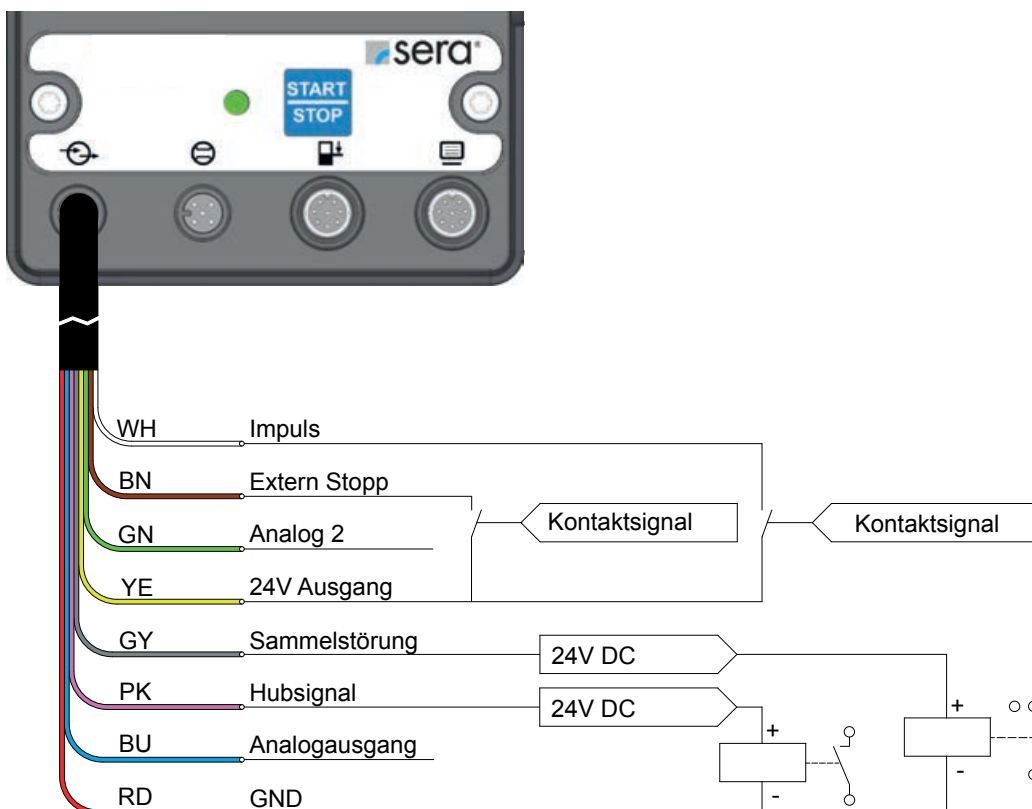 sera®
START
STOP
WH Impuls
BN Extern Stopp
Kontaktsignal
Kontaktsignal
GN Analog 2
YE 24V Ausgang
GY Sammelstörung
24V DC
PK Hubsignal
24V DC
+
+
BU Analogausgang
-
-
RD GND